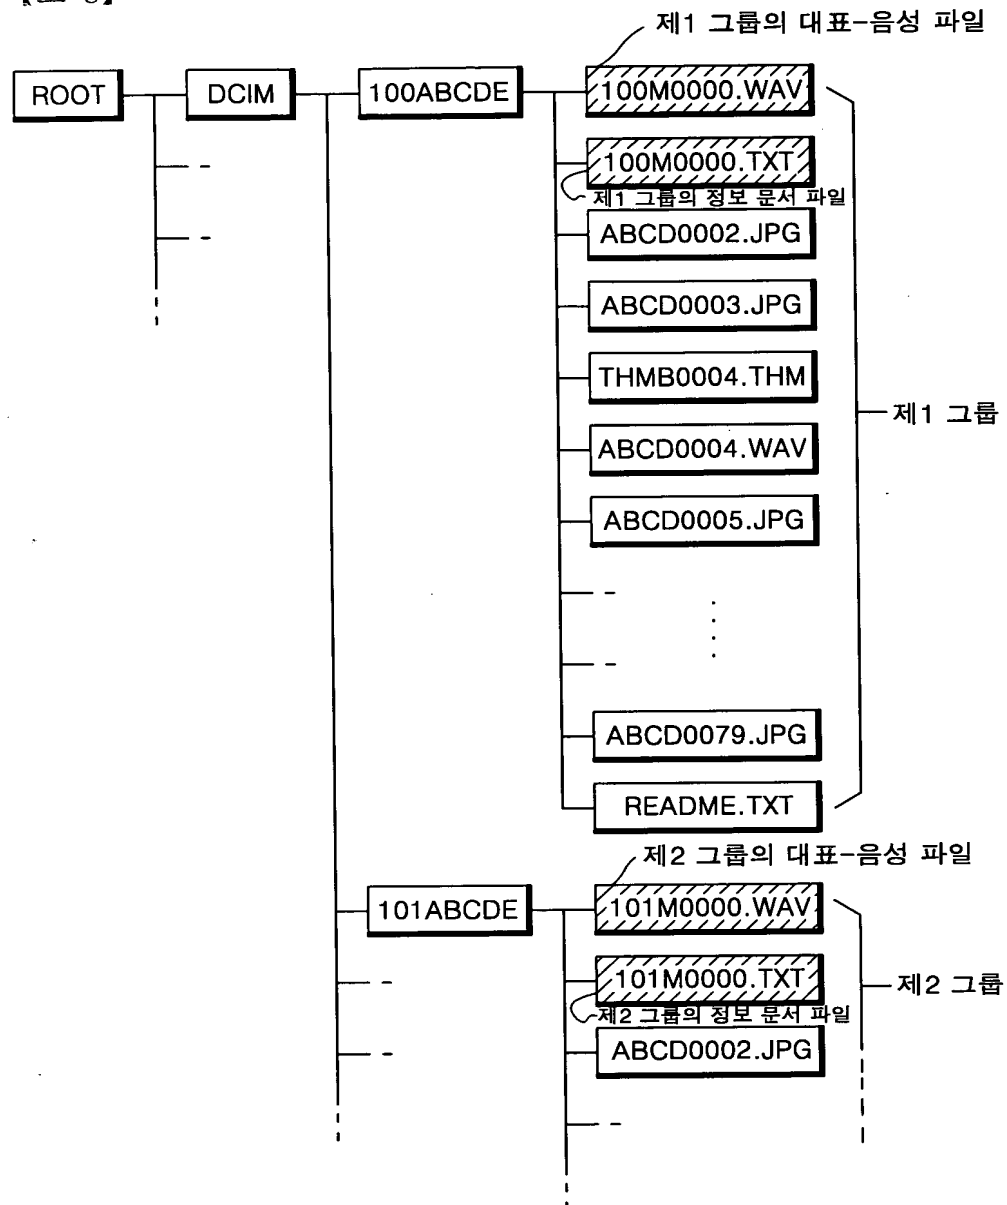 제1 그룹의 대표-음성 파일
ROOT
DCIM
100ABCDE
100M0000.WAV
100M0000.TXT
제1 그룹의 정보 문서 파일
ABCD0002.JPG
ABCD0003.JPG
THMB0004.THM
제1 그룹
ABCD0004.WAV
ABCD0005.JPG
ABCD0079.JPG
README.TXT
제2 그룹의 대표-음성 파일
101ABCDE
101M0000.WAV
101M0000.TXT
제2 그룹
제2 그룹의 정보 문서 파일
ABCD0002.JPG